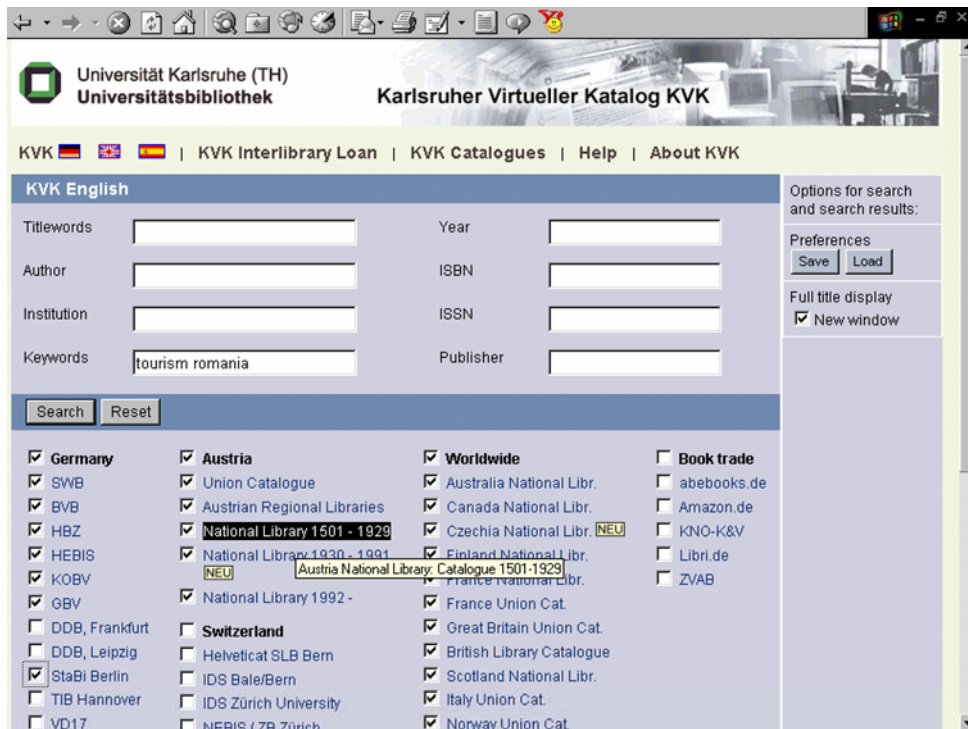 Universität Karlsruhe (TH)
Universitätsbibliothek
Karlsruher Virtueller Katalog KVK
KVK | KVK Interlibrary Loan | KVK Catalogues | Help | About KVK
KVK English
Titlewords
Year
Author
ISBN
Institution
ISSN
Keywords
tourism romania
Publisher
Search
Reset
Options for search
and search results:
Preferences
Save
Load
Full title display
New window
Germany
SWB
BVB
HBZ
HEBIS
KOBV
GBV
DDB, Frankfurt
DDB, Leipzig
StaBi Berlin
TIB Hannover
VD17
Austria
Union Catalogue
Austrian Regional Libraries
National Library 1501 - 1929
National Library 1930 - 1991
NEU
Austria National Library: Catalogue 1501-1929
National Library 1992 -
Switzerland
Helveticat SLB Bern
IDS Bale/Bern
IDS Zürich University
NEBIS / ZB Zürich
Worldwide
Australia National Libr.
Canada National Libr.
Czechia National Libr. NEU
Finland National Libr.
France National Libr.
France Union Cat.
Great Britain Union Cat.
British Library Catalogue
Scotland National Libr.
Italy Union Cat.
Norway Union Cat.
Book trade
abebooks.de
Amazon.de
KNO-K&V
Libri.de
ZVAB